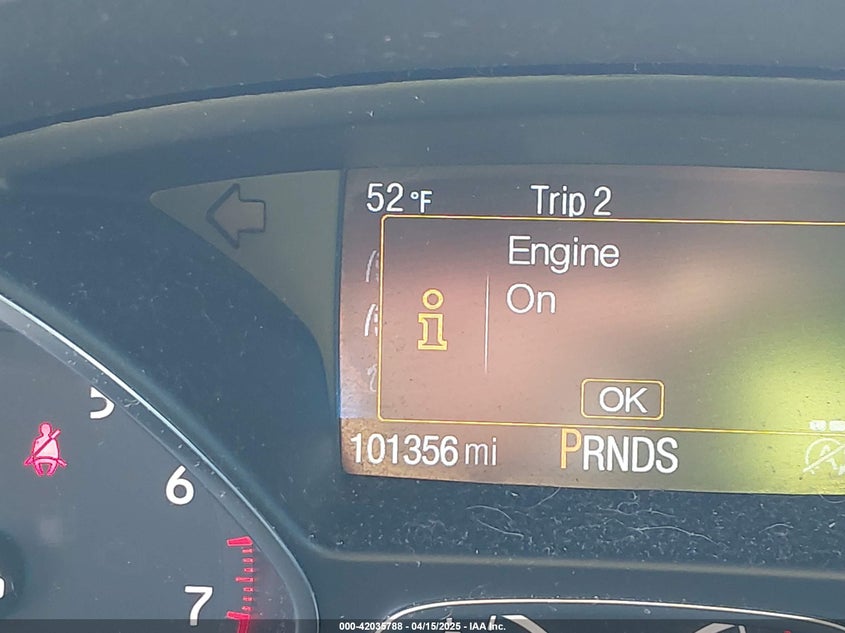 52 °F Trip 2
Engine
On
OK
101356 mi PRNDS
5
6
7
000-42035788 - 04/15/2025 - IAA Inc.